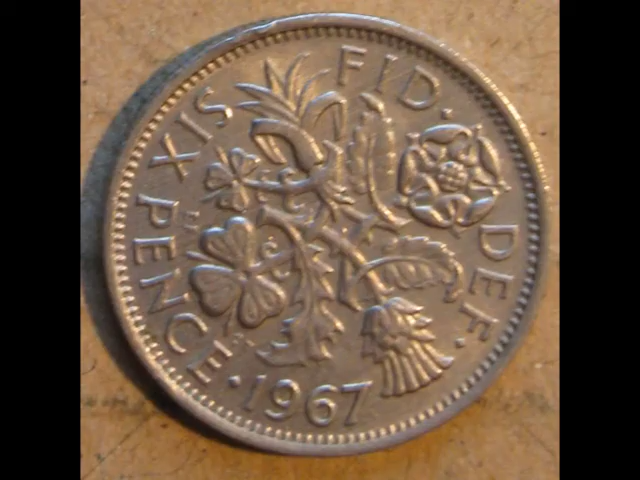 FID. DEF. · 1967 · SIX PENCE